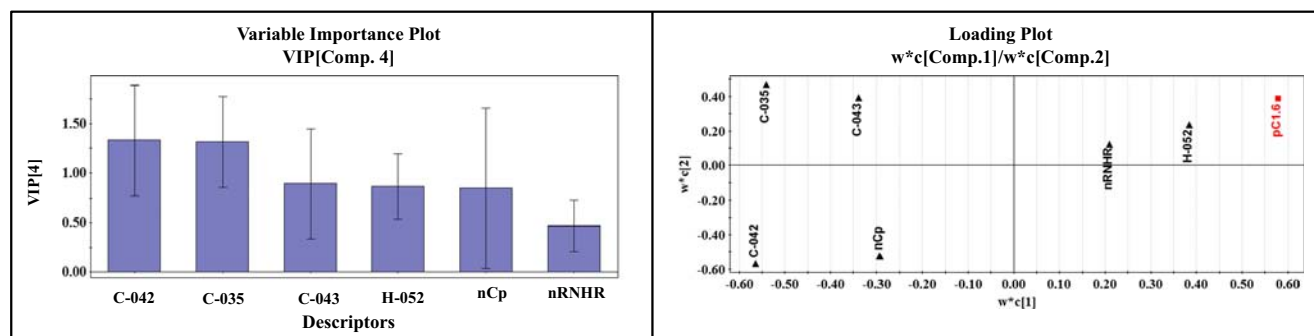 Variable Importance Plot
VIP[Comp. 4]
VIP[4]
1.50
1.00
0.50
0.00
C-042 C-035 C-043 H-052 nCp nRNHR
Descriptors
Loading Plot
w*c[Comp.1]/w*c[Comp.2]
w*c[2]
0.40
0.20
0.00
-0.20
-0.40
-0.60
C-035
C-043
pC1.6
H-052
nRNHR
C-042
nCp
-0.60 -0.50 -0.40 -0.30 -0.20 -0.10 0.00 0.10 0.20 0.30 0.40 0.50 0.60
w*c[1]